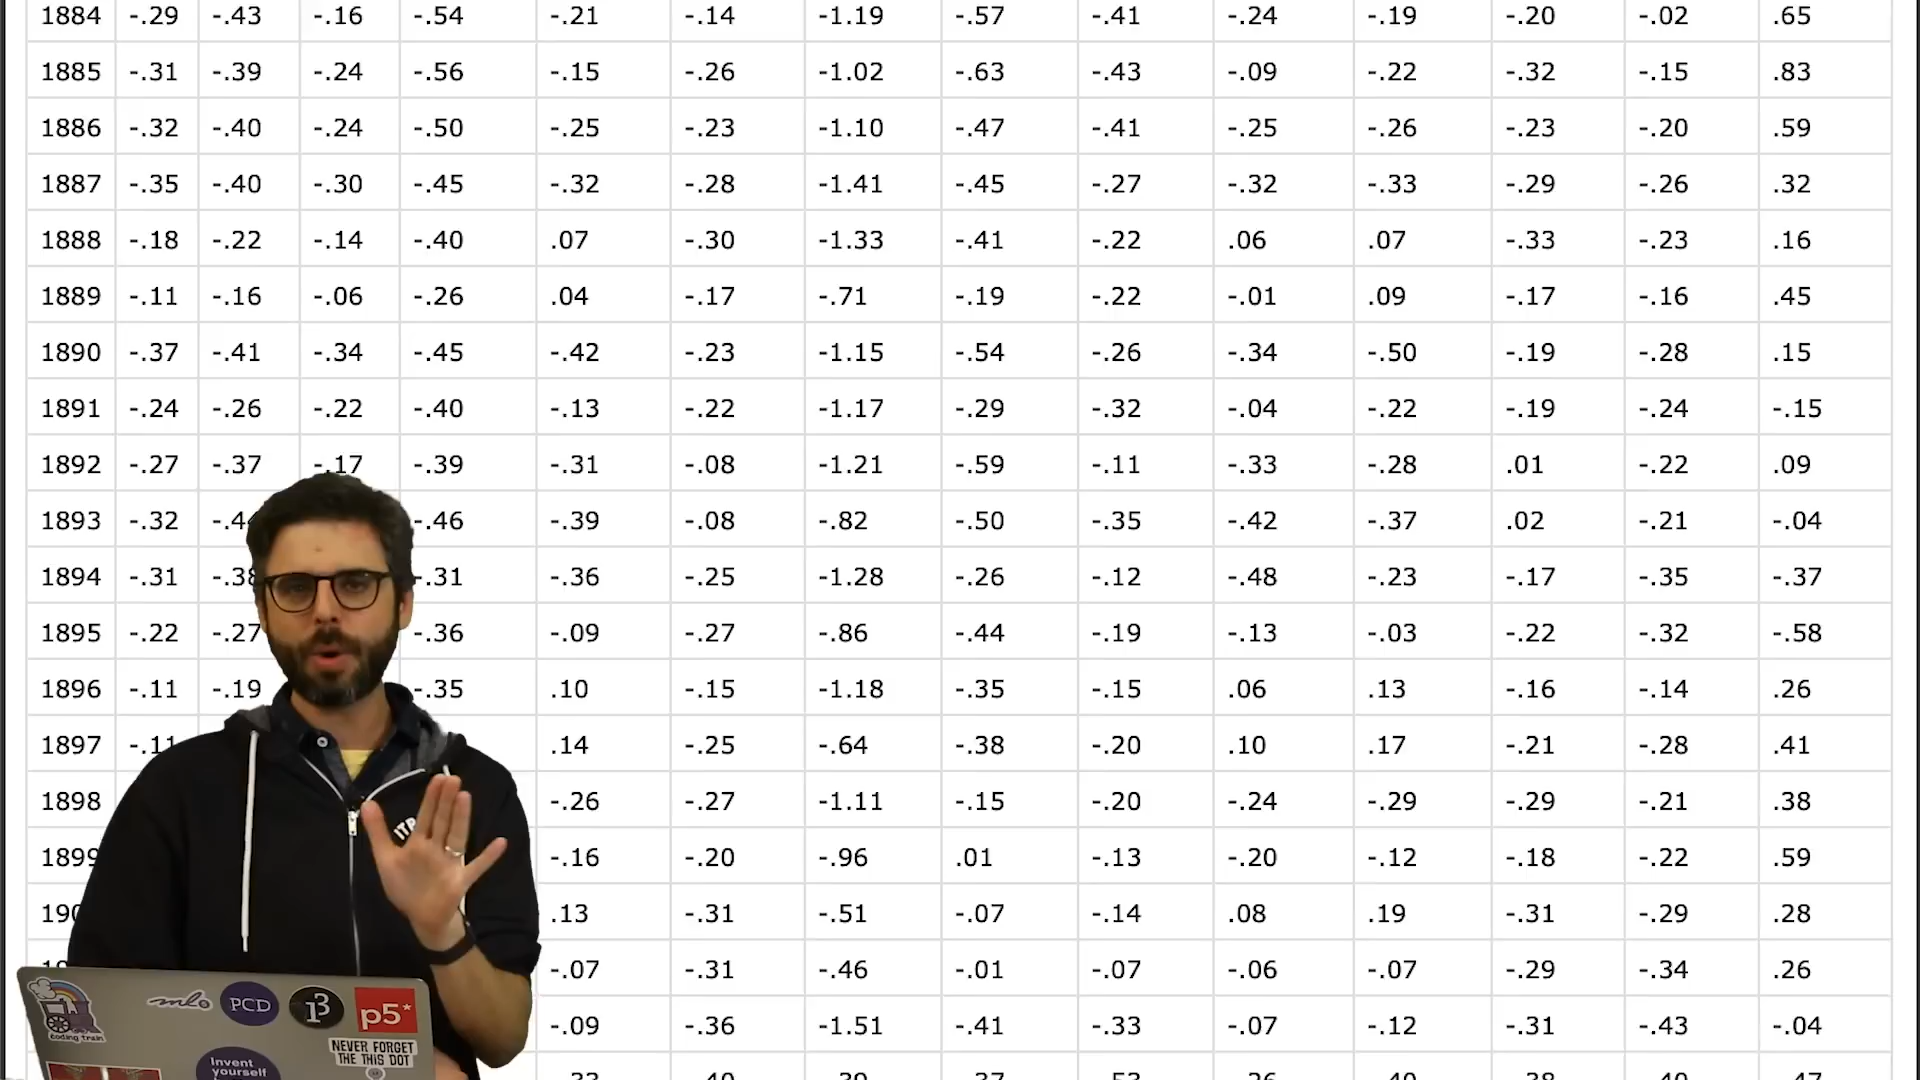 1884 -.29 -.43 -.16 -.54 -.21 -.14 -1.19 -.57 -.41 -.24 -.19 -.20 -.02 .65
1885 -.31 -.39 -.24 -.56 -.15 -.26 -1.02 -.63 -.43 -.09 -.22 -.32 -.15 .83
1886 -.32 -.40 -.24 -.50 -.25 -.23 -1.10 -.47 -.41 -.25 -.26 -.23 -.20 .59
1887 -.35 -.40 -.30 -.45 -.32 -.28 -1.41 -.45 -.27 -.32 -.33 -.29 -.26 .32
1888 -.18 -.22 -.14 -.40 .07 -.30 -1.33 -.41 -.22 .06 .07 -.33 -.23 .16
1889 -.11 -.16 -.06 -.26 .04 -.17 -.71 -.19 -.22 -.01 .09 -.17 -.16 .45
1890 -.37 -.41 -.34 -.45 -.42 -.23 -1.15 -.54 -.26 -.34 -.50 -.19 -.28 .15
1891 -.24 -.26 -.22 -.40 -.13 -.22 -1.17 -.29 -.32 -.04 -.22 -.19 -.24 -.15
1892 -.27 -.37 -.17 -.39 -.31 -.08 -1.21 -.59 -.11 -.33 -.28 .01 -.22 .09
1893 -.32 -.46 -.39 -.08 -.82 -.50 -.35 -.42 -.37 .02 -.21 -.04
1894 -.31 -.38 -.31 -.36 -.25 -1.28 -.26 -.12 -.48 -.23 -.17 -.35 -.37
1895 -.22 -.27 -.36 -.09 -.27 -.86 -.44 -.19 -.13 -.03 -.22 -.32 -.58
1896 -.11 -.19 -.35 .10 -.15 -1.18 -.35 -.15 .06 .13 -.16 -.14 .26
1897 -.11 .14 -.25 -.64 -.38 -.20 .10 .17 -.21 -.28 .41
1898 -.26 -.27 -1.11 -.15 -.20 -.24 -.29 -.29 -.21 .38
1899 -.16 -.20 -.96 .01 -.13 -.20 -.12 -.18 -.22 .59
.13 -.31 -.51 -.07 -.14 .08 .19 -.31 -.29 .28
-.07 -.31 -.46 -.01 -.07 -.06 -.07 -.29 -.34 .26
-.09 -.36 -1.51 -.41 -.33 -.07 -.12 -.31 -.43 -.04
ITP
mlo PCD p5*
coding train
NEVER FORGET
THE THIS DOT
Invent
yourself